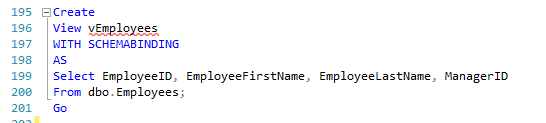 195 Create
196 View vEmployees
197 WITH SCHEMABINDING
198 AS
199 Select EmployeeID, EmployeeFirstName, EmployeeLastName, ManagerID
200 From dbo.Employees;
201 Go